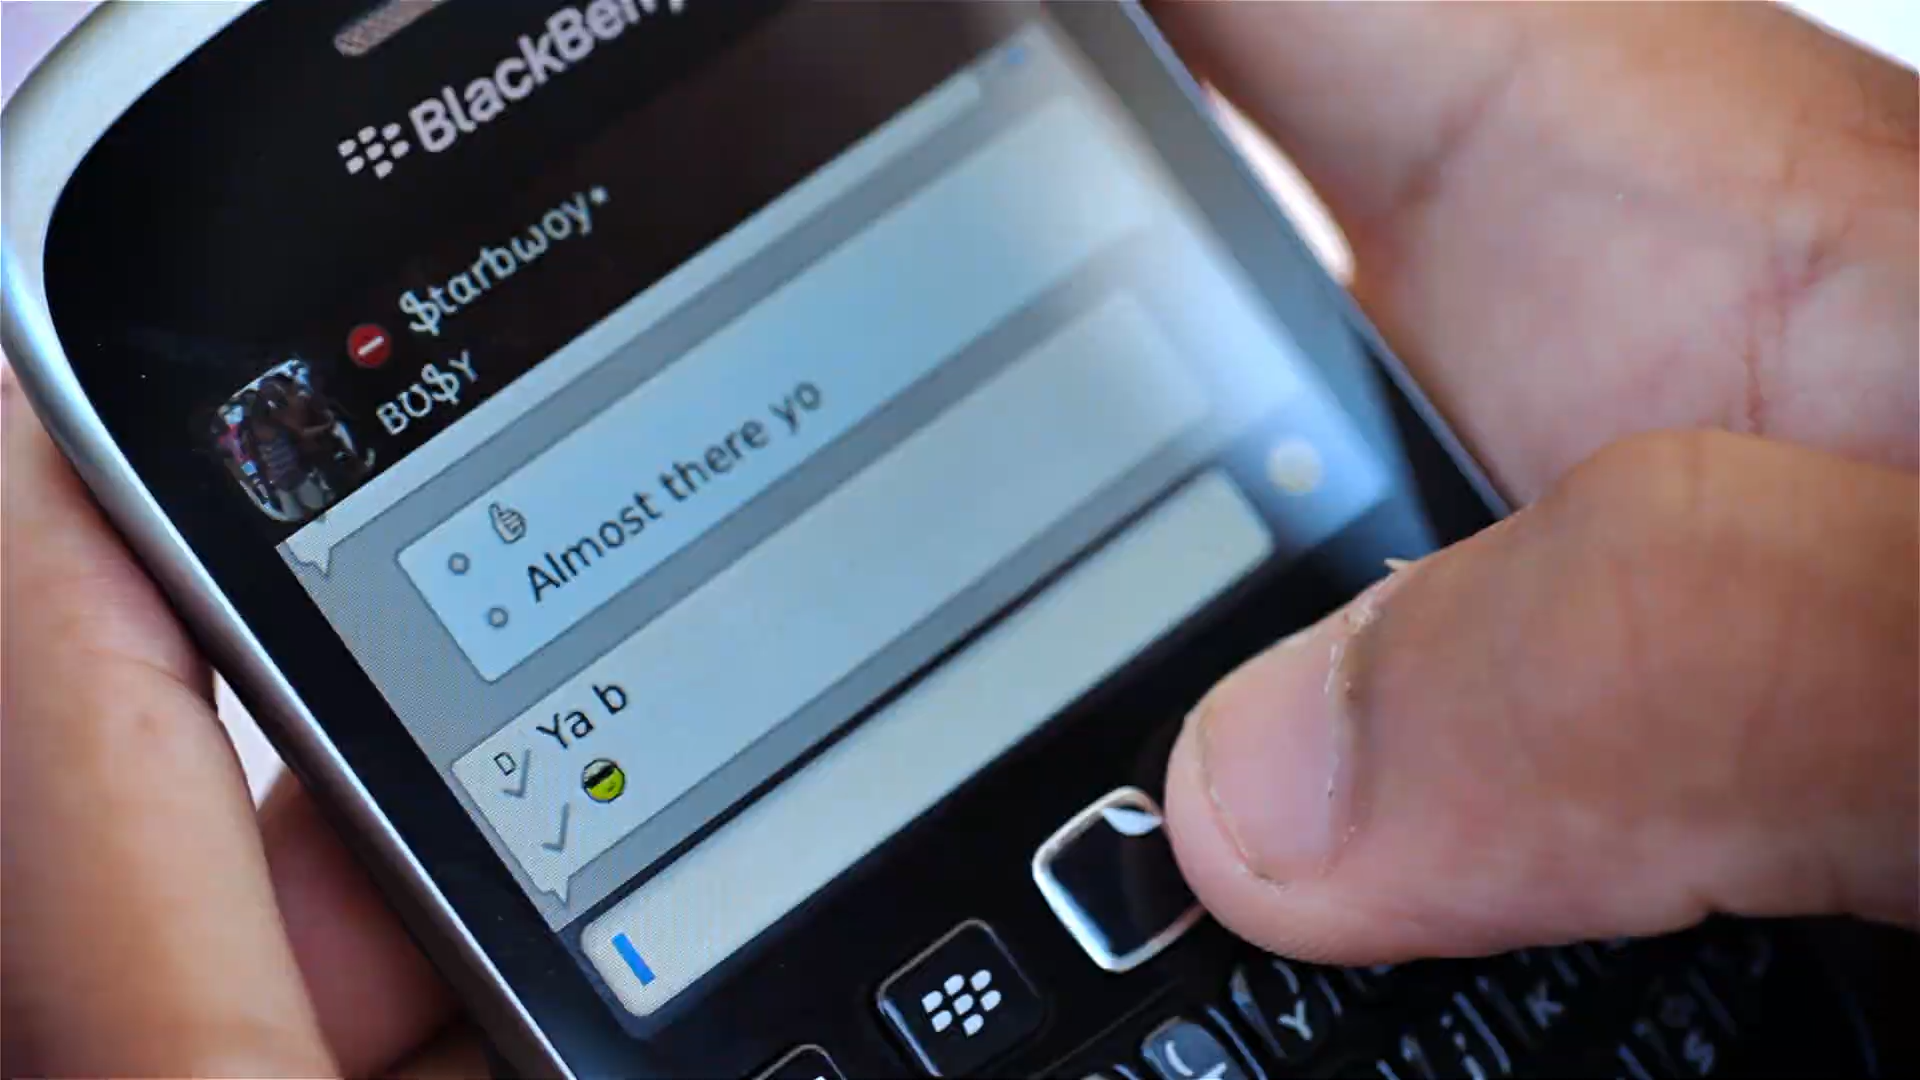 BlackBerry
$tarbwoy•
BU$Y
Almost there yo
D Ya b
Y
K
$